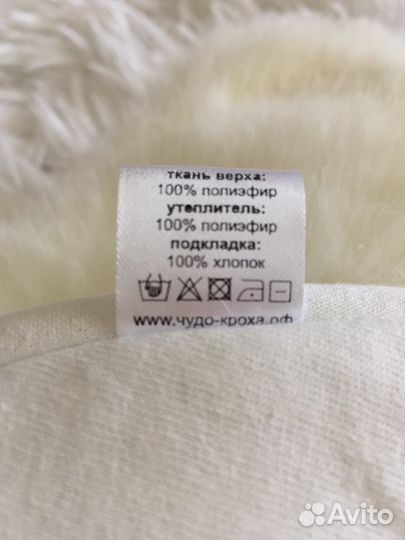 ткань верха:
100% полиэфир
утеплитель:
100% полиэфир
подкладка:
100% хлопок
www.чудо-кроха.рф
Avito